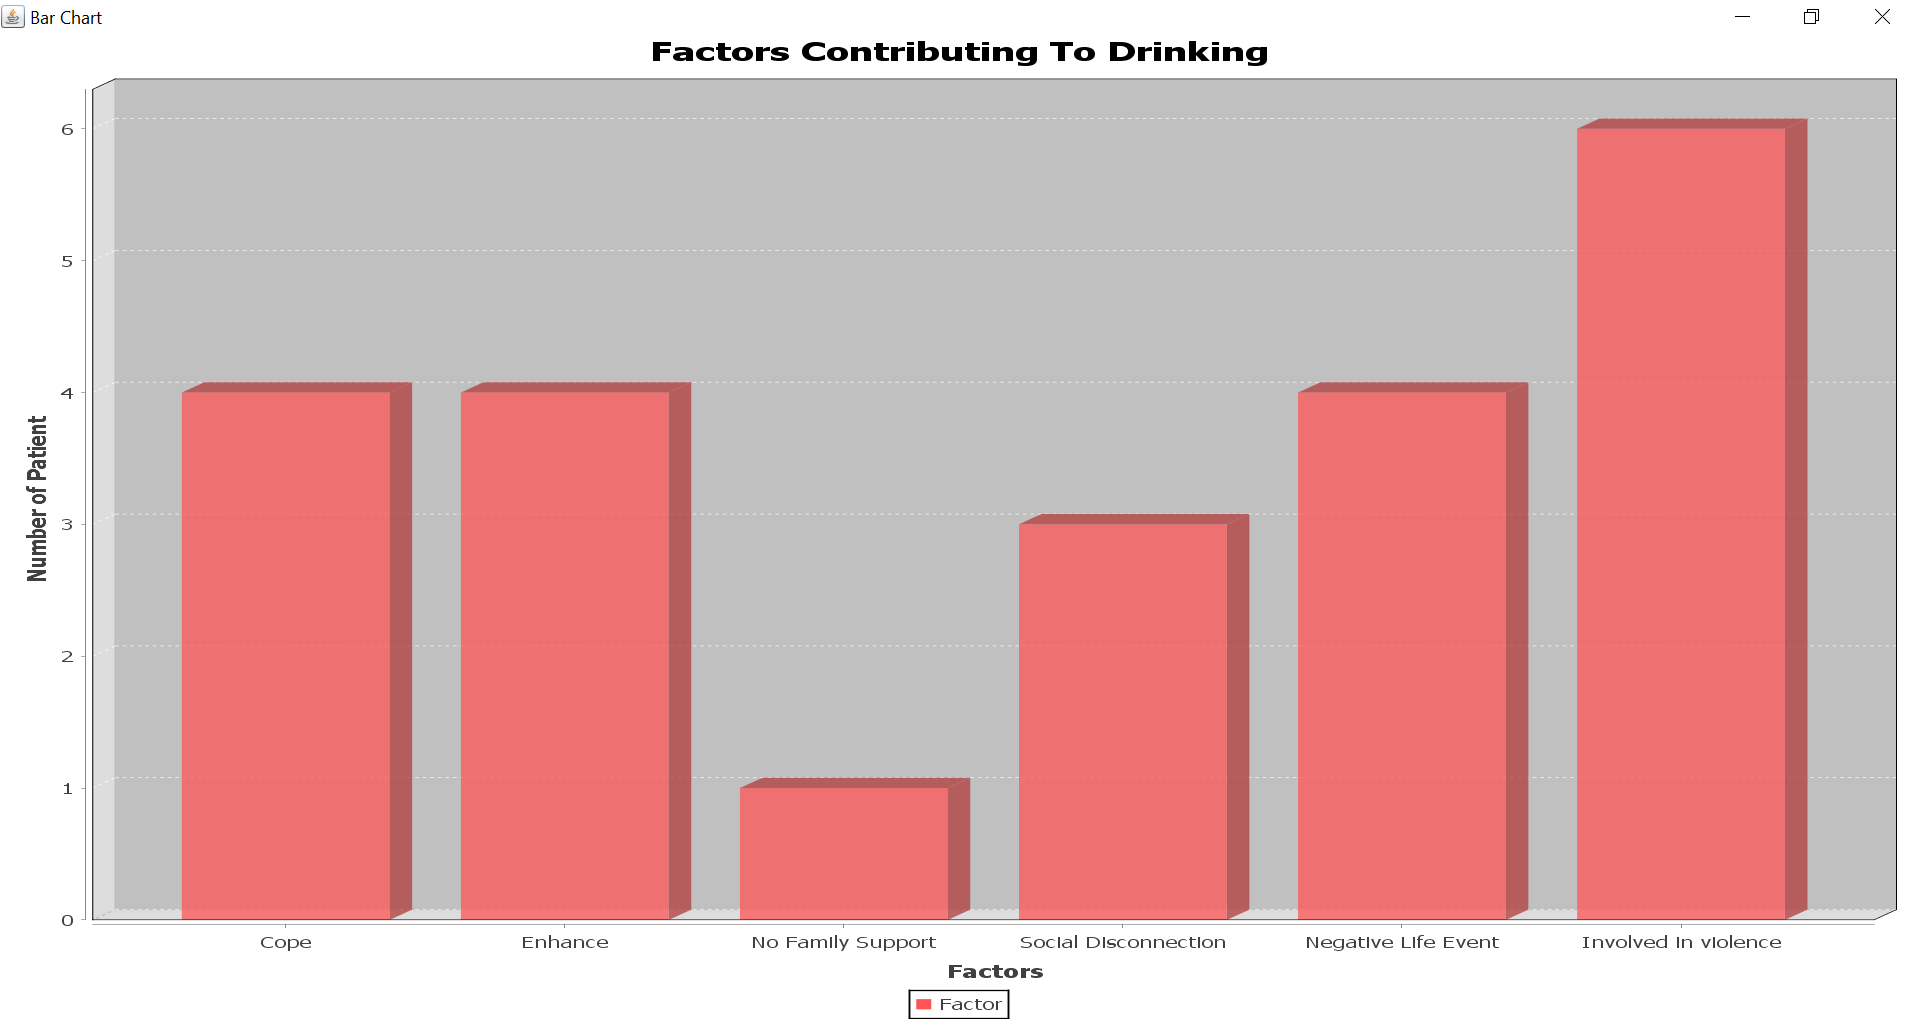 Bar Chart
Factors Contributing To Drinking
6
5
4
3
2
1
0
Number of Patient
Cope Enhance No Family Support Social Disconnection Negative Life Event Involved in violence
Factors
Factor